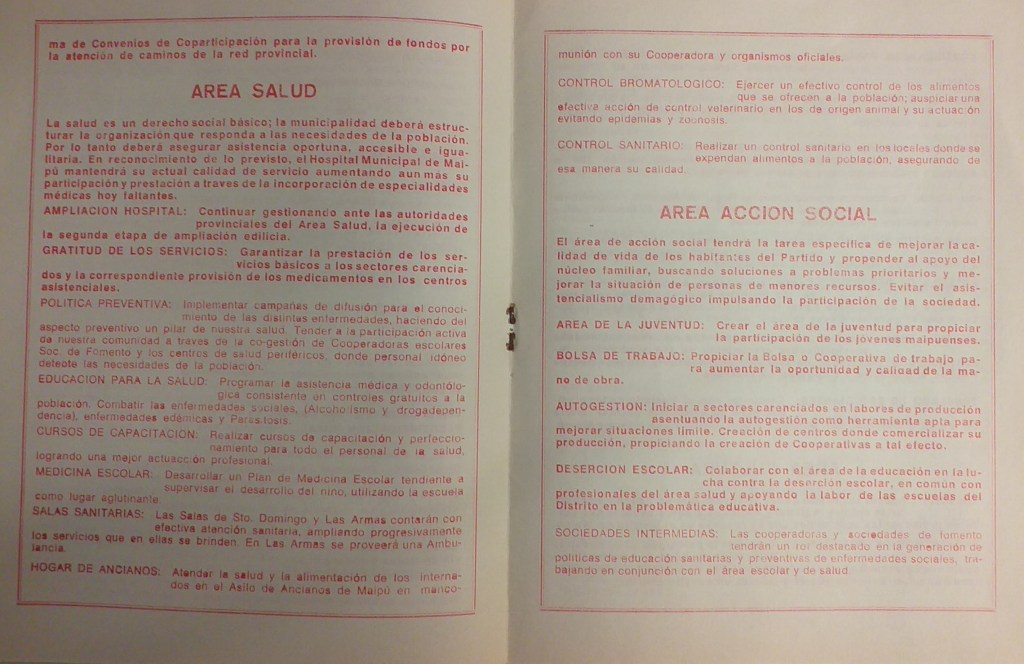 ma de Convenios de Coparticipación para la provisión de fondos por
la atención de caminos de la red provincial.
AREA SALUD
La salud es un derecho social básico; la municipalidad deberá estruc-
turar la organización que responda a las necesidades de la población.
Por lo tanto deberá asegurar asistencia oportuna, accesible e igua-
litaria. En reconocimiento de lo previsto, el Hospital Municipal de Mai-
pú mantendrá su actual calidad de servicio aumentando aun mas su
participación y prestación a traves de la incorporación de especialidades
médicas hoy faltantes.
AMPLIACION HOSPITAL: Continuar gestionando ante las autoridades
provinciales del Area Salud, la ejecución de
la segunda etapa de ampliación edilicia.
GRATITUD DE LOS SERVICIOS: Garantizar la prestación de los ser-
vicios básicos a los sectores carencia-
dos y la correspondiente provisión de los medicamentos en los centros
asistenciales.
POLITICA PREVENTIVA: Implementar campañas de difusión para el conoci-
miento de las distintas enfermedades, haciendo del
aspecto preventivo un pilar de nuestra salud. Tender a la participación activa
de nuestra comunidad a traves de la co-gestión de Cooperadoras escolares
Soc. de Fomento y los centros de salud periféricos, donde personal idóneo
detecte las necesidades de la población.
EDUCACION PARA LA SALUD: Programar la asistencia médica y odontólo-
gica consistente en controles gratuitos a la
población. Combatir las enfermedades sociales, (Alcoholismo y drogadepen-
dencia), enfermedades edémicas y Parasitosis.
CURSOS DE CAPACITACION: Realizar cursos de capacitación y perfeccio-
namiento para todo el personal de la salud,
logrando una mejor actuacción profesional.
MEDICINA ESCOLAR: Desarrollar un Plan de Medicina Escolar tendiente a
supervisar el desarrollo del niño, utilizando la escuela
como lugar aglutinante.
SALAS SANITARIAS: Las Salas de Sto. Domingo y Las Armas contarán con
efectiva atención sanitaria, ampliando progresivamente
los servicios que en ellas se brinden. En Las Armas se proveerá una Ambu-
lancia.
HOGAR DE ANCIANOS: Atender la salud y la alimentación de los interna-
dos en el Asilo de Ancianos de Maipú en manco-
munión con su Cooperadora y organismos oficiales.
CONTROL BROMATOLOGICO: Ejercer un efectivo control de los alimentos
que se ofrecen a la población; auspiciar una
efectiva acción de control veterinario en los de origen animal y su actuación
evitando epidemias y zoonosis.
CONTROL SANITARIO: Realizar un control sanitario en los locales donde se
expendan alimentos a la población, asegurando de
esa manera su calidad.
AREA ACCION SOCIAL
El área de acción social tendrá la tarea específica de mejorar la ca-
lidad de vida de los habitantes del Partido y propender al apoyo del
núcleo familiar, buscando soluciones a problemas prioritarios y me-
jorar la situación de personas de menores recursos. Evitar el asis-
tencialismo demagógico impulsando la participación de la sociedad.
AREA DE LA JUVENTUD: Crear el área de la juventud para propiciar
la participación de los jóvenes maipuenses.
BOLSA DE TRABAJO: Propiciar la Bolsa o Cooperativa de trabajo pa-
ra aumentar la oportunidad y calidad de la ma-
no de obra.
AUTOGESTION: Iniciar a sectores carenciados en labores de producción
asentuando la autogestión como herramienta apta para
mejorar situaciones límite. Creación de centros donde comercializar su
producción, propiciando la creación de Cooperativas a tal efecto.
DESERCION ESCOLAR: Colaborar con el área de la educación en la lu-
cha contra la deserción escolar, en común con
profesionales del área salud y apoyando la labor de las escuelas del
Distrito en la problemática educativa.
SOCIEDADES INTERMEDIAS: Las cooperadoras y sociedades de fomento
tendrán un rol destacado en la generación de
políticas de educación sanitarias y preventivas de enfermedades sociales, tra-
bajando en conjunción con el área escolar y de salud